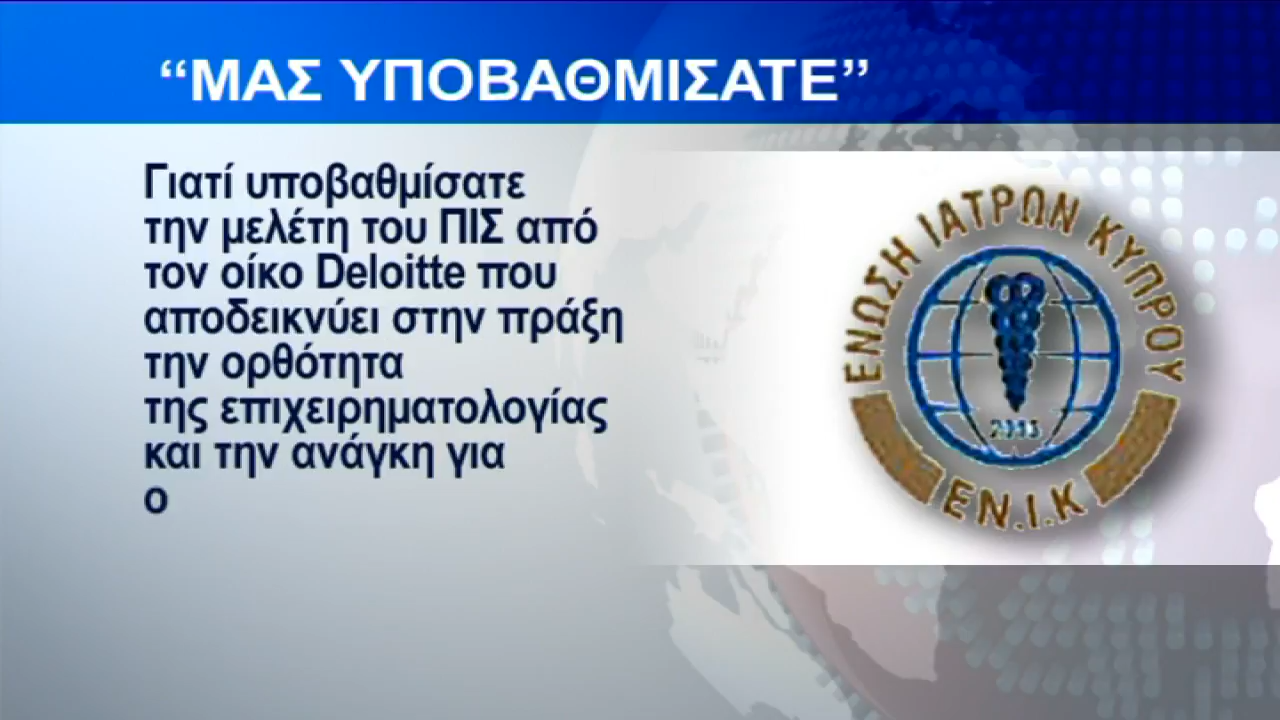 “ΜΑΣ ΥΠΟΒΑΘΜΙΣΑΤΕ”
Γιατί υποβαθμίσατε
την μελέτη του ΠΙΣ από
τον οίκο Deloitte που
αποδεικνύει στην πράξη
την ορθότητα
της επιχειρηματολογίας
και την ανάγκη για
ο
ΕΝΩΣΗ ΙΑΤΡΩΝ ΚΥΠΡΟΥ
ΕΝ.Ι.Κ